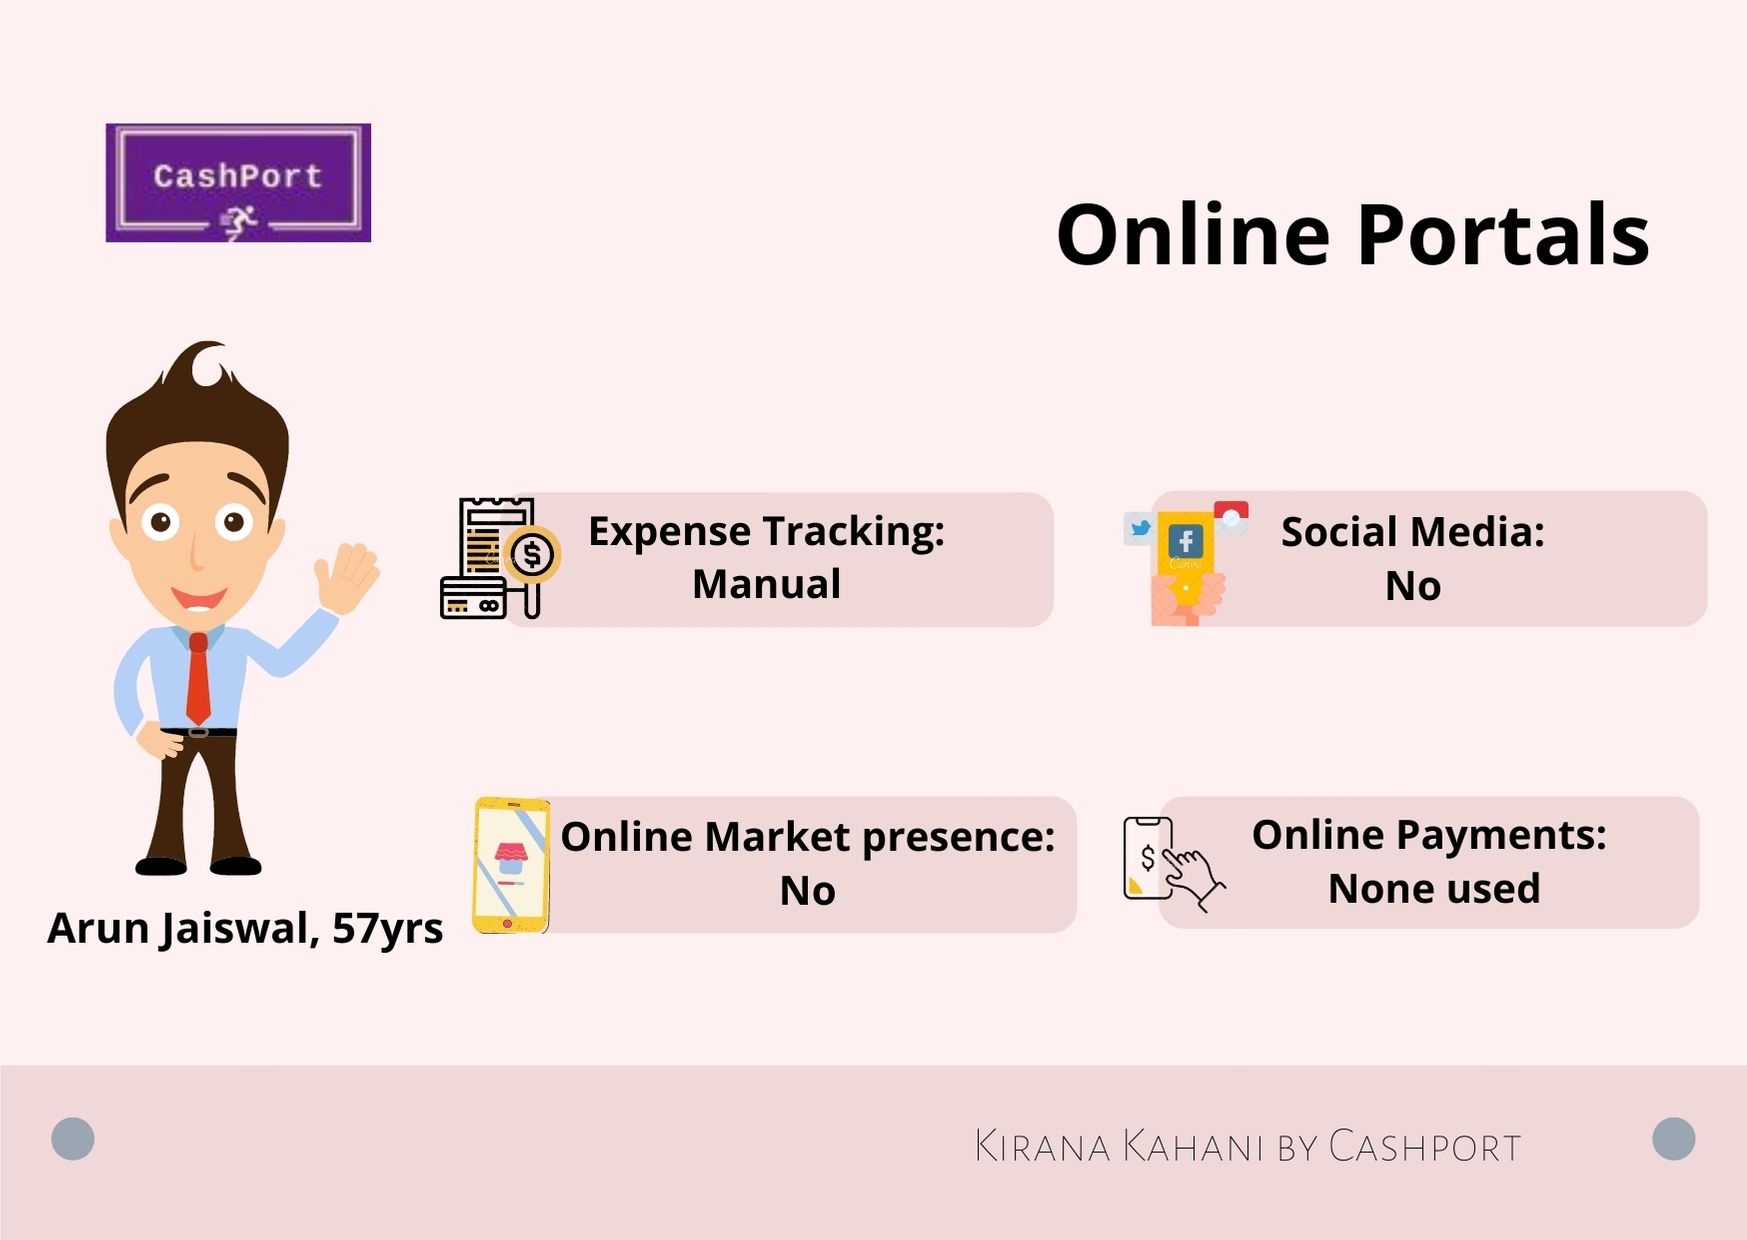 CashPort
Online Portals
Expense Tracking:
Manual
Social Media:
No
Online Market presence:
No
Online Payments:
None used
Arun Jaiswal, 57yrs
Kirana Kahani by Cashport